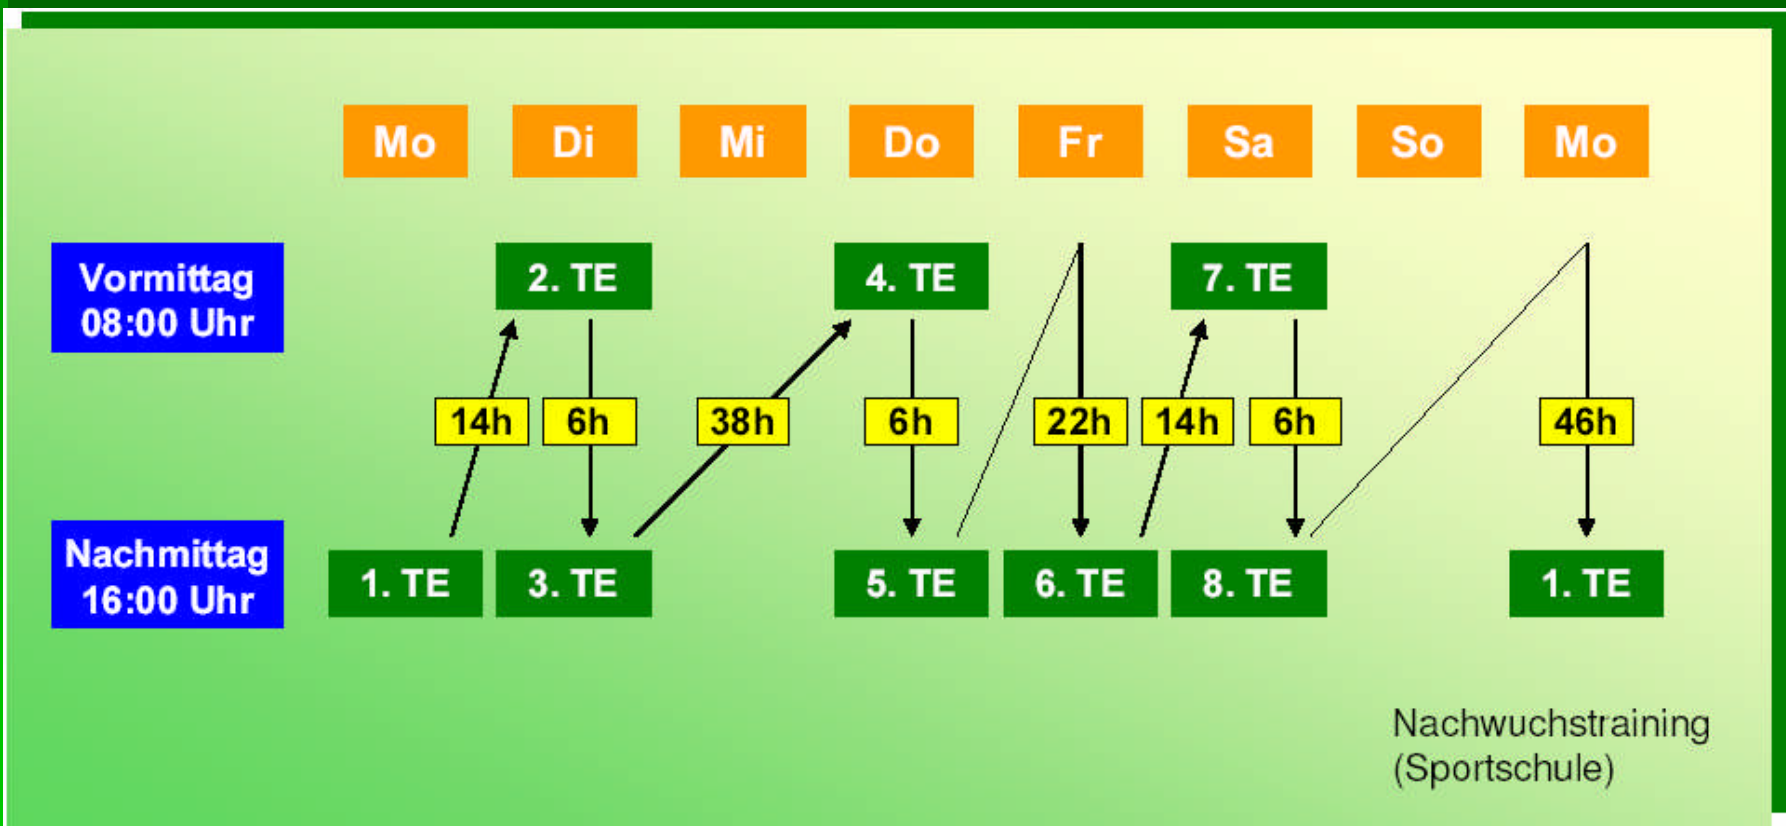 Mo Di Mi Do Fr Sa So Mo
Vormittag
08:00 Uhr
2. TE 4. TE 7. TE
14h 6h 38h 6h 22h 14h 6h 46h
Nachmittag
16:00 Uhr
1. TE 3. TE 5. TE 6. TE 8. TE 1. TE
Nachwuchstraining
(Sportschule)